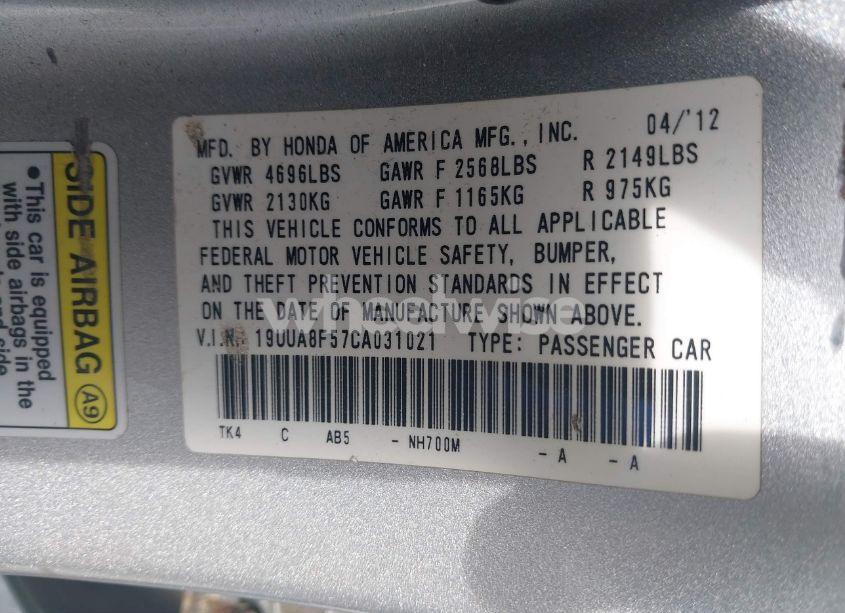 MFD. BY HONDA OF AMERICA MFG., INC. 04/'12
GVWR 4696LBS GAWR F 2568LBS R 2149LBS
GVWR 2130KG GAWR F 1165KG R 975KG
THIS VEHICLE CONFORMS TO ALL APPLICABLE
FEDERAL MOTOR VEHICLE SAFETY, BUMPER,
AND THEFT PREVENTION STANDARDS IN EFFECT
ON THE DATE OF MANUFACTURE SHOWN ABOVE.
V.I.N. 19UUA8F57CA031021 TYPE: PASSENGER CAR
TK4 C AB5 - NH700M - A - A
SIDE AIRBAG A9
•This car is equipped
with side airbags in the
and side
wheelwise